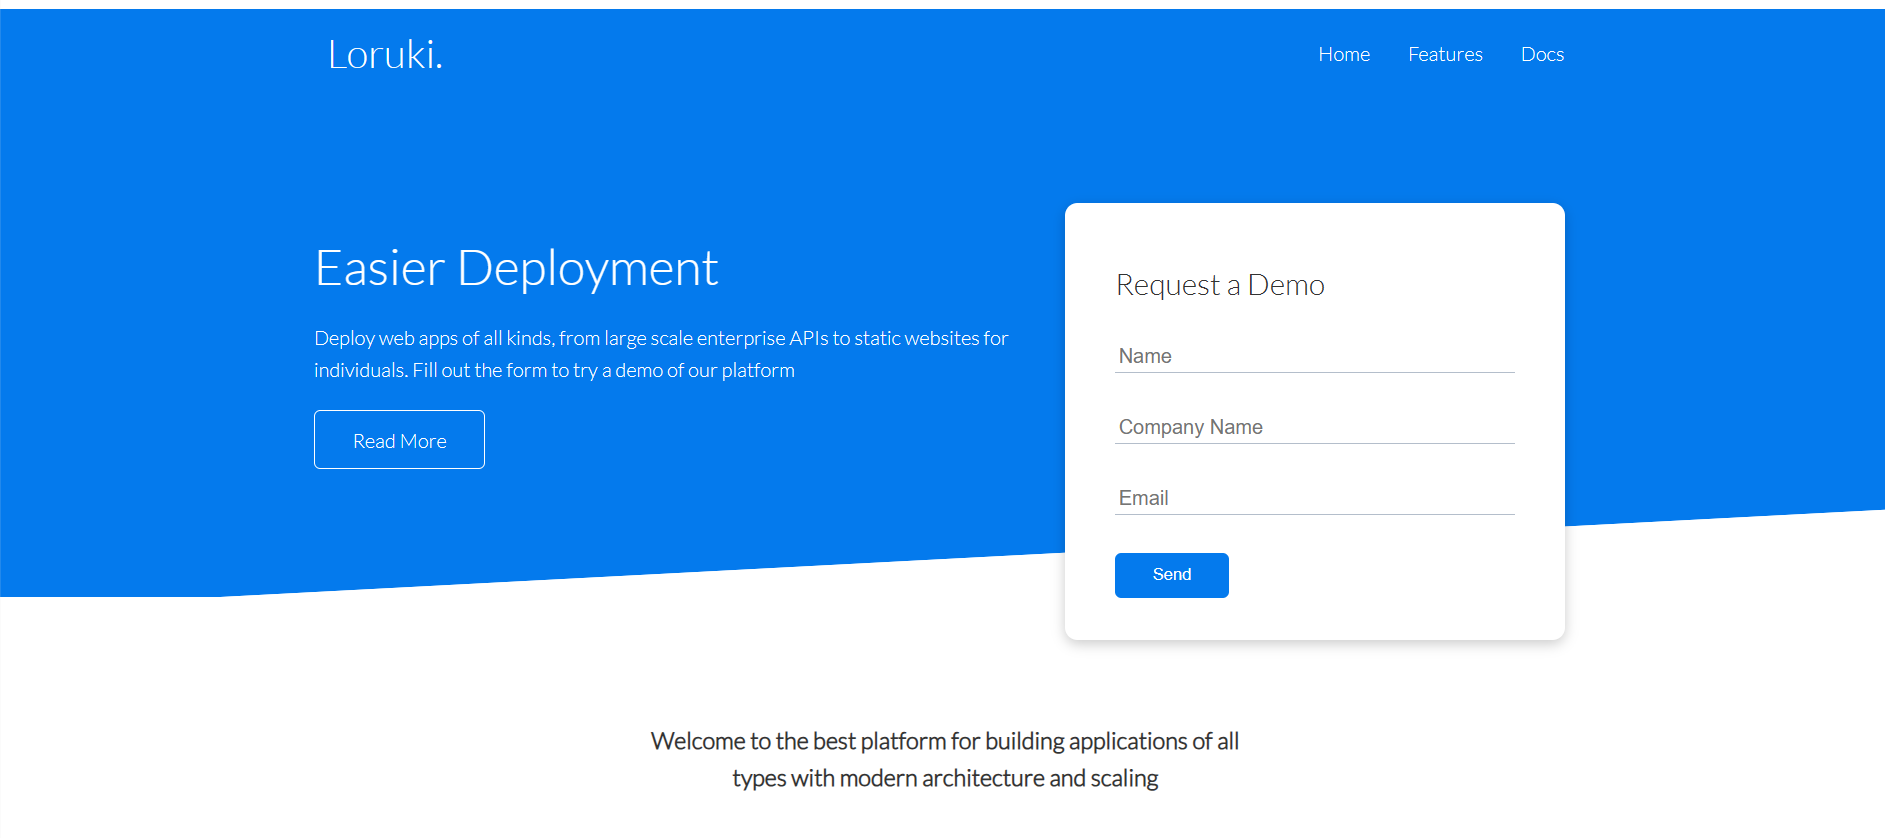 Loruki.
Home Features Docs
Easier Deployment
Deploy web apps of all kinds, from large scale enterprise APIs to static websites for
individuals. Fill out the form to try a demo of our platform
Read More
Request a Demo
Name
Company Name
Email
Send
Welcome to the best platform for building applications of all
types with modern architecture and scaling